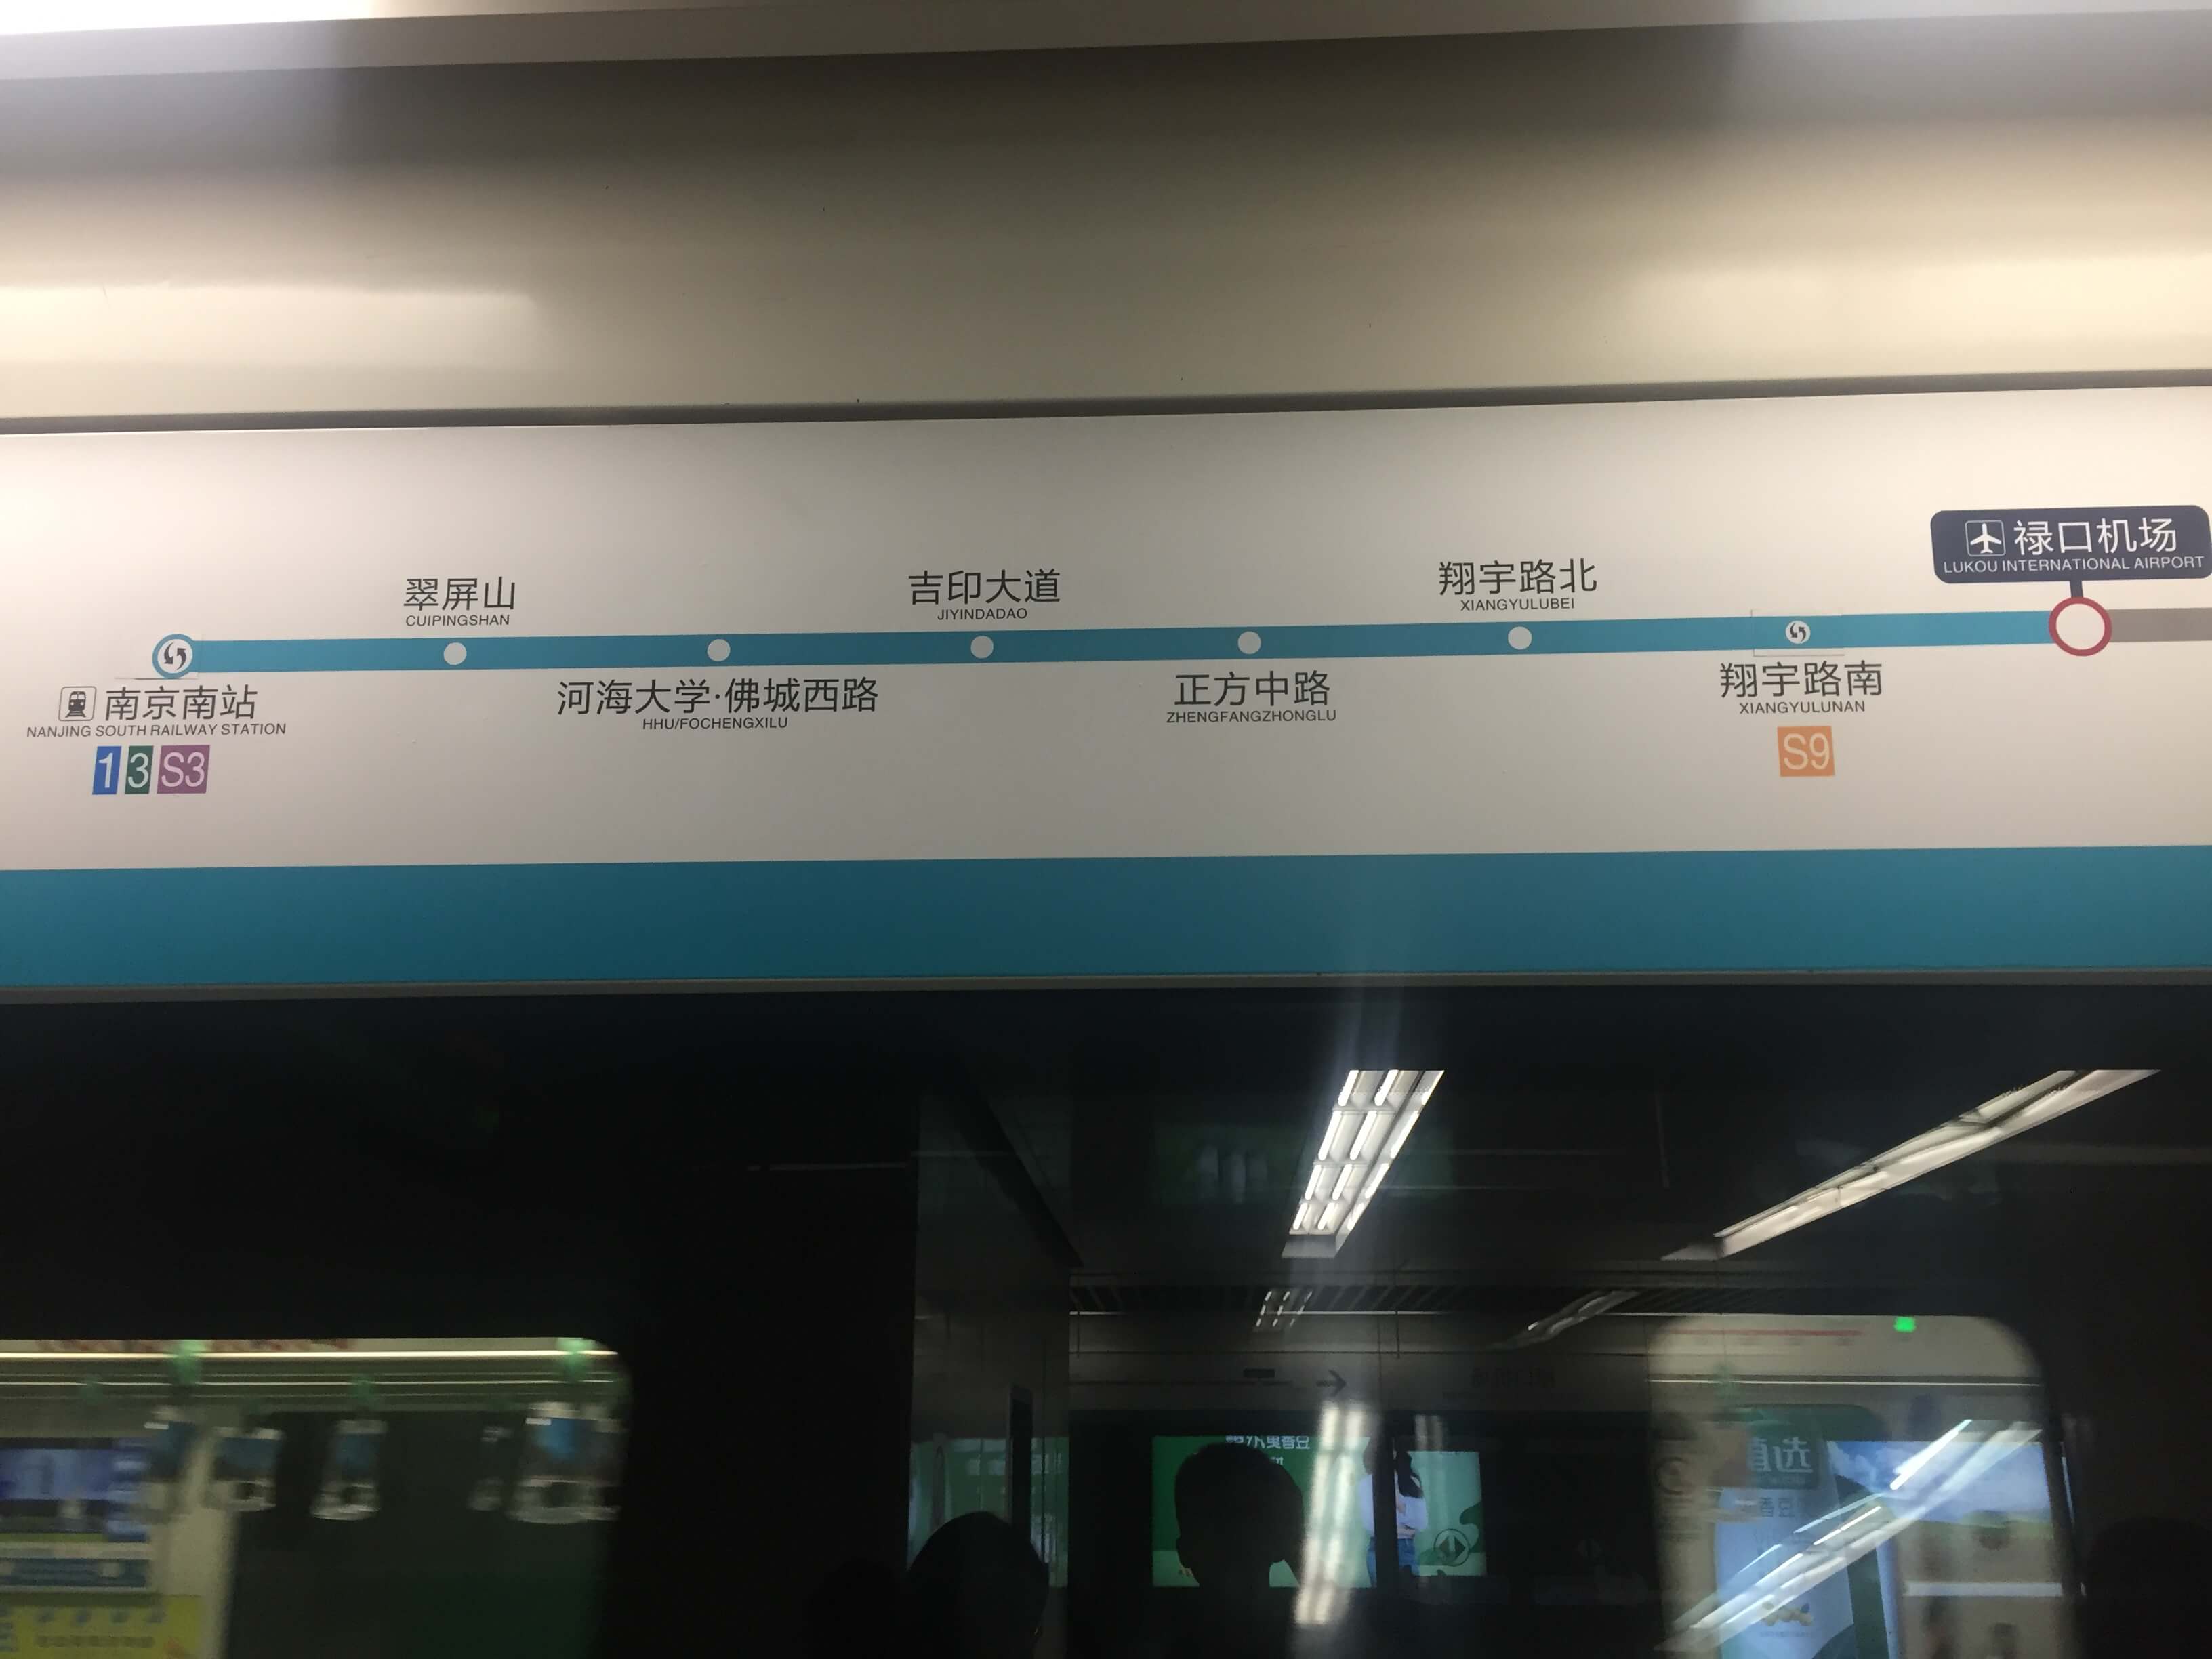 翠屏山
CUIPINGSHAN
吉印大道
JIYINDADAO
翔宇路北
XIANGYULUBEI
禄口机场
LUKOU INTERNATIONAL AIRPORT
南京南站
NANJING SOUTH RAILWAY STATION
1 3 S3
河海大学·佛城西路
HHU/FOCHENGXILU
正方中路
ZHENGFANGZHONGLU
翔宇路南
XIANGYULUNAN
S9